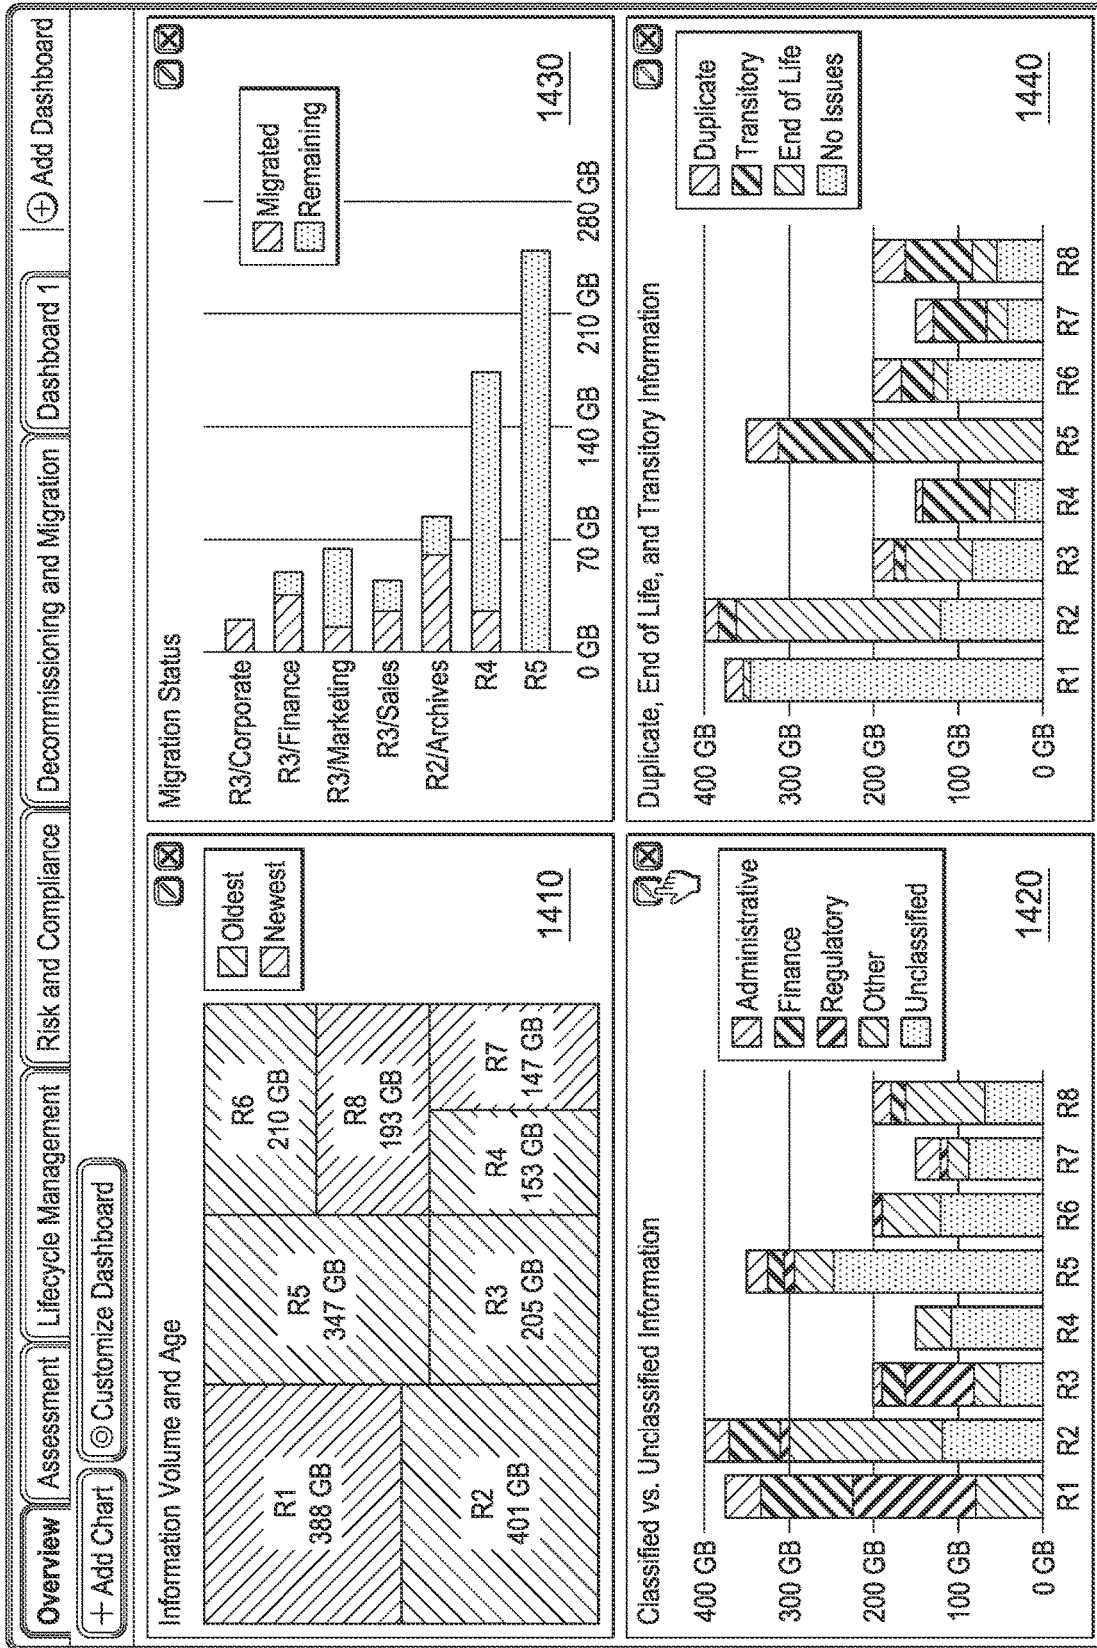 Overview
Assessment
Lifecycle Management
Risk and Compliance
Decommissioning and Migration
Dashboard 1
Add Dashboard
+ Add Chart
Customize Dashboard
Information Volume and Age
R1
388 GB
R2
401 GB
R5
347 GB
R3
205 GB
R6
210 GB
R8
193 GB
R4
153 GB
R7
147 GB
Oldest
Newest
1410
Migration Status
R3/Corporate
R3/Finance
R3/Marketing
R3/Sales
R2/Archives
R4
R5
0 GB 70 GB 140 GB 210 GB 280 GB
Migrated
Remaining
1430
Classified vs. Unclassified Information
400 GB
300 GB
200 GB
100 GB
0 GB
R1 R2 R3 R4 R5 R6 R7 R8
Administrative
Finance
Regulatory
Other
Unclassified
1420
Duplicate, End of Life, and Transitory Information
400 GB
300 GB
200 GB
100 GB
0 GB
R1 R2 R3 R4 R5 R6 R7 R8
Duplicate
Transitory
End of Life
No Issues
1440